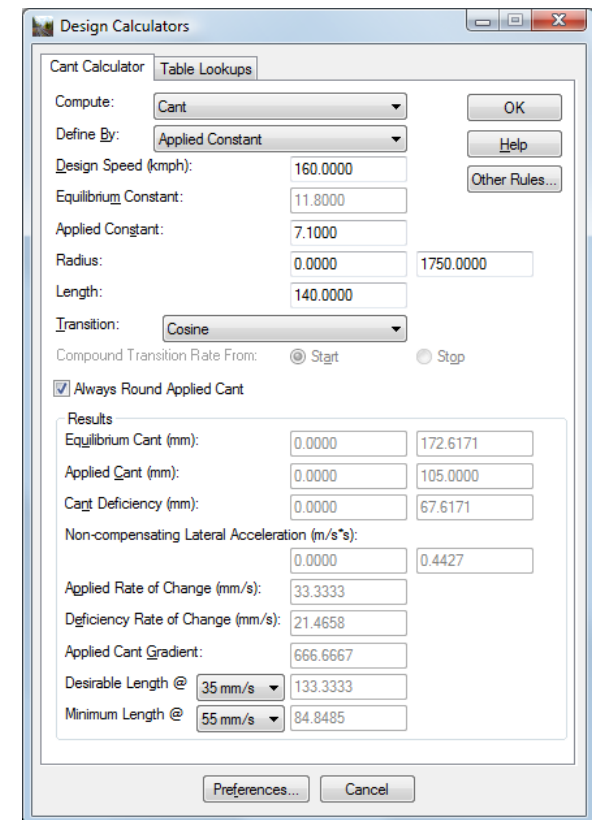 Design Calculators
Cant Calculator Table Lookups
Compute: Cant OK
Define By: Applied Constant Help
Design Speed (kmph): 160.0000 Other Rules...
Equilibrium Constant: 11.8000
Applied Constant: 7.1000
Radius: 0.0000 1750.0000
Length: 140.0000
Transition: Cosine
Compound Transition Rate From: Start Stop
Always Round Applied Cant
Results
Equilibrium Cant (mm): 0.0000 172.6171
Applied Cant (mm): 0.0000 105.0000
Cant Deficiency (mm): 0.0000 67.6171
Non-compensating Lateral Acceleration (m/s*s):
0.0000 0.4427
Applied Rate of Change (mm/s): 33.3333
Deficiency Rate of Change (mm/s): 21.4658
Applied Cant Gradient: 666.6667
Desirable Length @ 35 mm/s 133.3333
Minimum Length @ 55 mm/s 84.8485
Preferences... Cancel